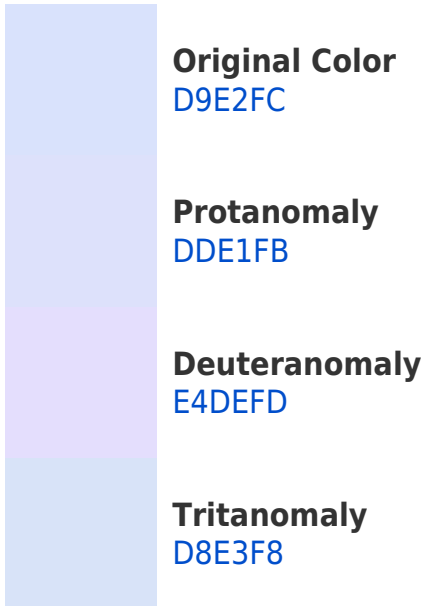 Original Color
D9E2FC
Protanomaly
DDE1FB
Deuteranomaly
E4DEFD
Tritanomaly
D8E3F8